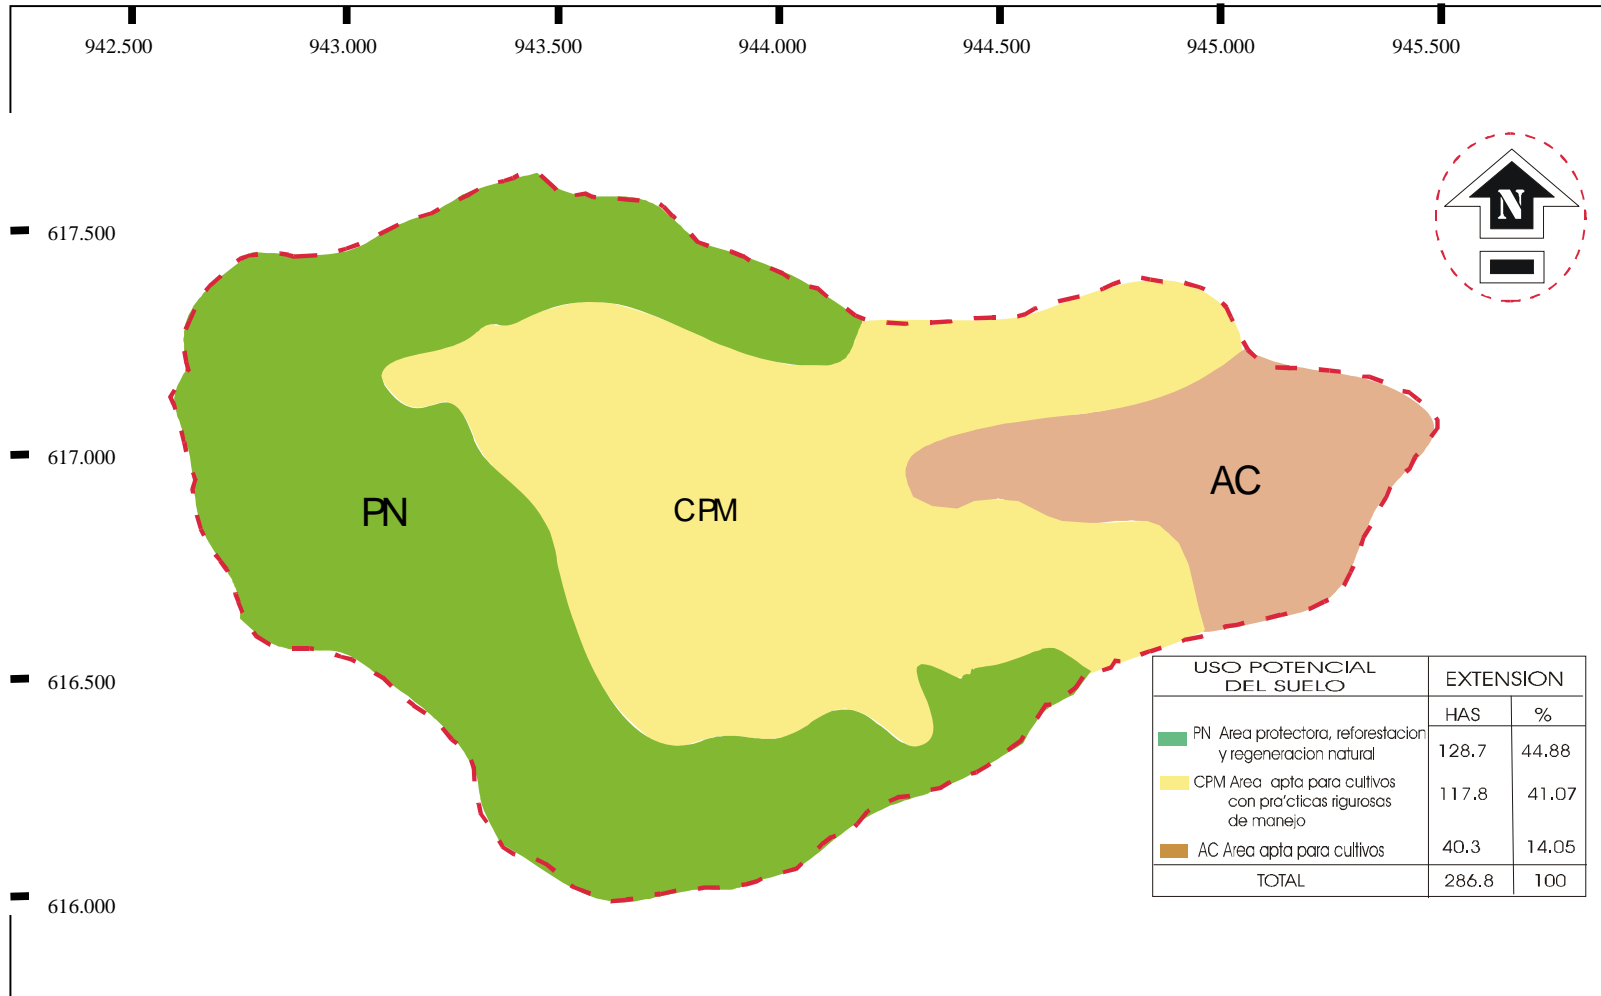 942.500 943.000 943.500 944.000 944.500 945.000 945.500
617.500
N
617.000
PN
CPM
AC
616.500
616.000
USO POTENCIAL
DEL SUELO
EXTENSION
HAS %
PN Area protectora, reforestacion
y regeneracion natural
128.7 44.88
CPM Area apta para cultivos
con pra'cticas rigurosas
de manejo
117.8 41.07
AC Area apta para cultivos
40.3 14.05
TOTAL 286.8 100